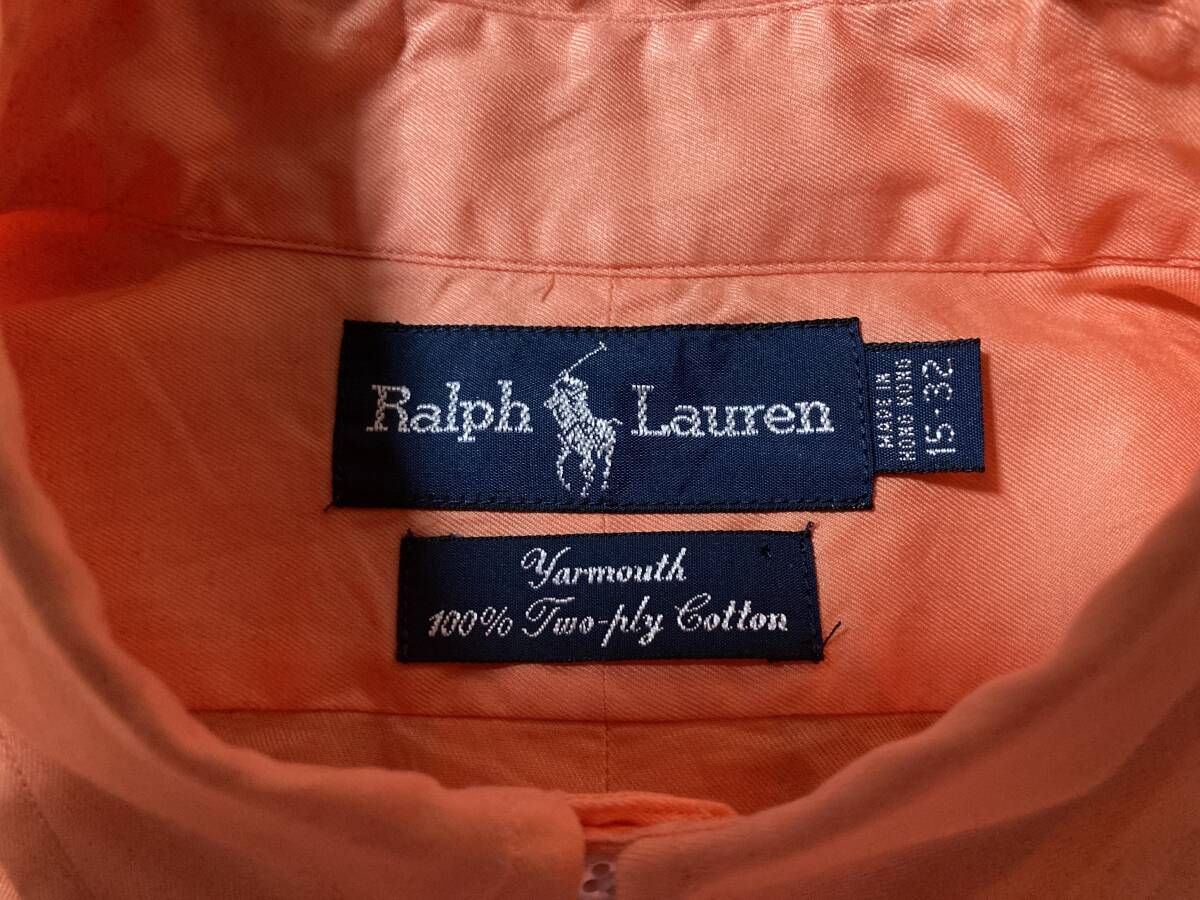 Ralph Lauren
MADE IN
HONG KONG
15-32
Yarmouth
100% Two-ply Cotton